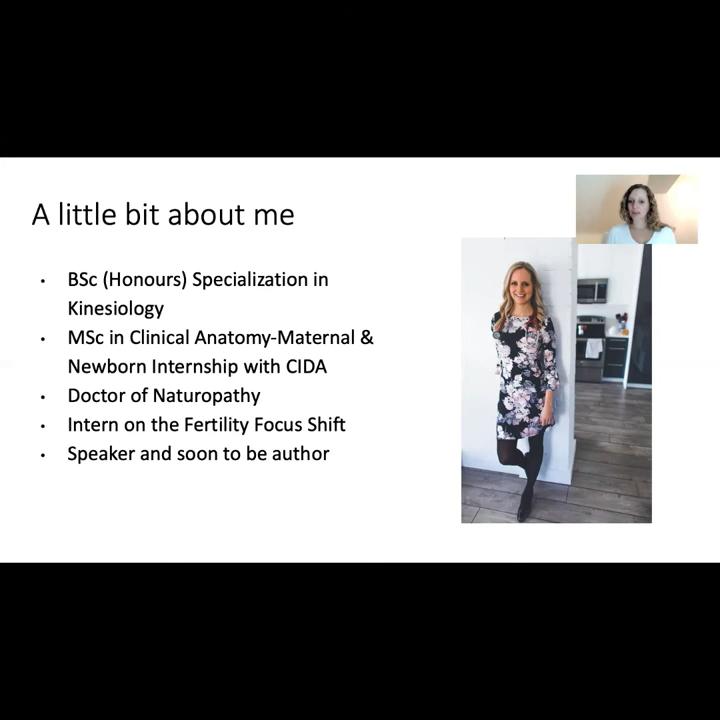 A little bit about me
• BSc (Honours) Specialization in
Kinesiology
• MSc in Clinical Anatomy-Maternal &
Newborn Internship with CIDA
• Doctor of Naturopathy
• Intern on the Fertility Focus Shift
• Speaker and soon to be author